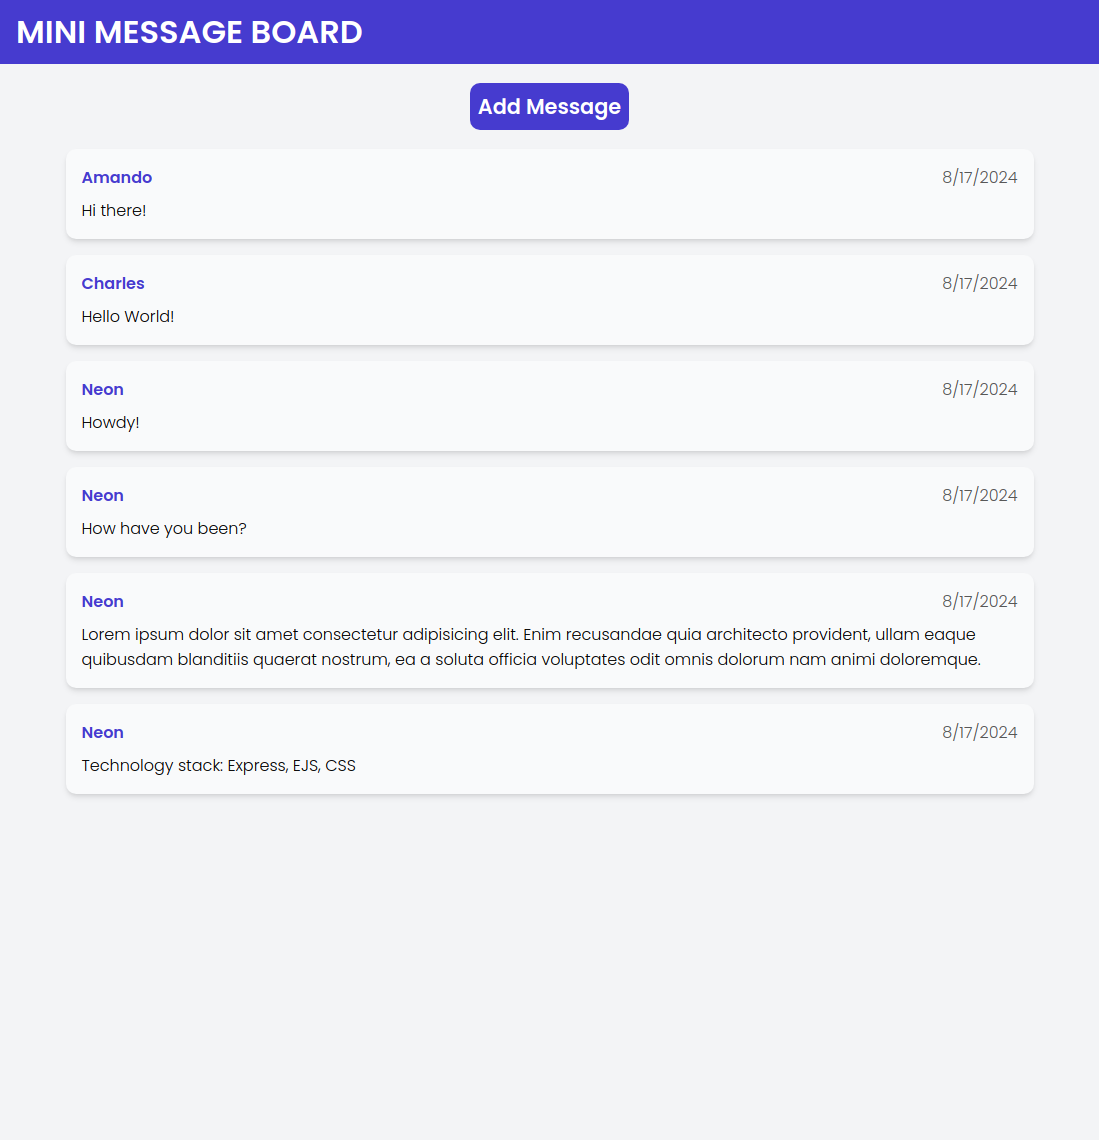 MINI MESSAGE BOARD
Add Message
Amando 8/17/2024
Hi there!
Charles 8/17/2024
Hello World!
Neon 8/17/2024
Howdy!
Neon 8/17/2024
How have you been?
Neon 8/17/2024
Lorem ipsum dolor sit amet consectetur adipisicing elit. Enim recusandae quia architecto provident, ullam eaque
quibusdam blanditiis quaerat nostrum, ea a soluta officia voluptates odit omnis dolorum nam animi doloremque.
Neon 8/17/2024
Technology stack: Express, EJS, CSS